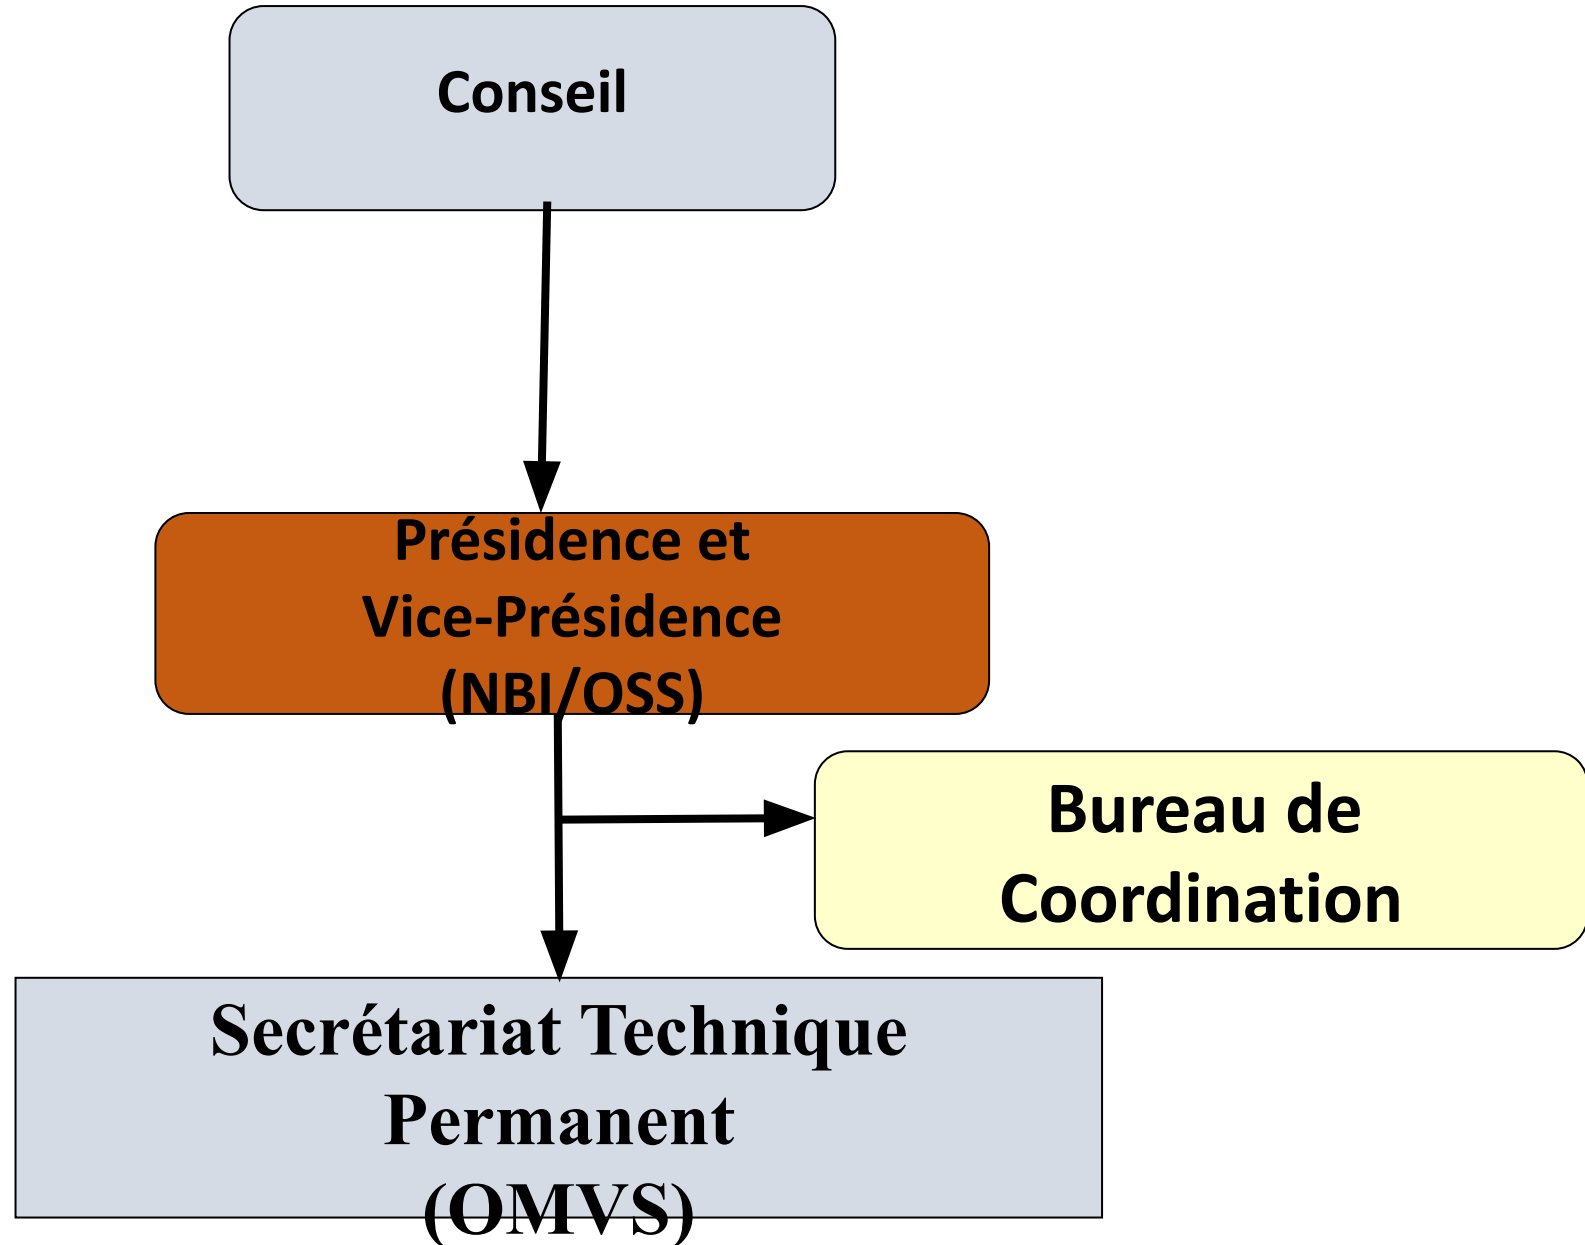 Conseil
Présidence et
Vice-Présidence
(NBI/OSS)
Bureau de
Coordination
Secrétariat Technique
Permanent
(OMVS)